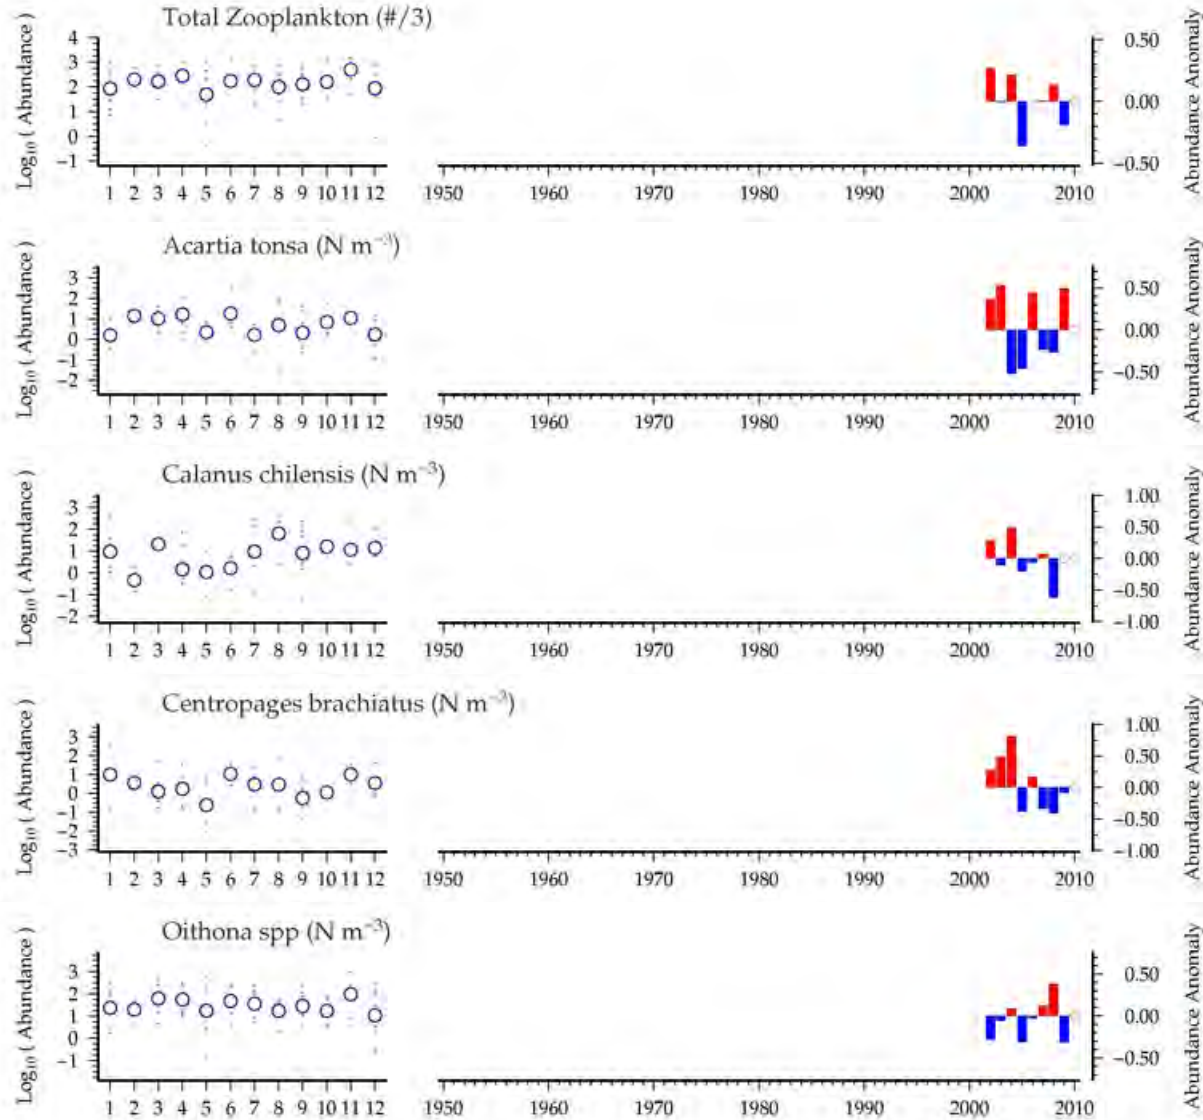 Total Zooplankton (#/3)
Log₁₀ ( Abundance )
4
3
2
1
0
−1
1 2 3 4 5 6 7 8 9 10 11 12
1950 1960 1970 1980 1990 2000 2010
0.50
0.00
−0.50
Abundance Anomaly
Acartia tonsa (N m⁻³)
Log₁₀ ( Abundance )
3
2
1
0
−1
−2
1 2 3 4 5 6 7 8 9 10 11 12
1950 1960 1970 1980 1990 2000 2010
0.50
0.00
−0.50
Abundance Anomaly
Calanus chilensis (N m⁻³)
Log₁₀ ( Abundance )
3
2
1
0
−1
−2
1 2 3 4 5 6 7 8 9 10 11 12
1950 1960 1970 1980 1990 2000 2010
1.00
0.50
0.00
−0.50
−1.00
Abundance Anomaly
Centropages brachiatus (N m⁻³)
Log₁₀ ( Abundance )
3
2
1
0
−1
−2
−3
1 2 3 4 5 6 7 8 9 10 11 12
1950 1960 1970 1980 1990 2000 2010
1.00
0.50
0.00
−0.50
−1.00
Abundance Anomaly
Oithona spp (N m⁻³)
Log₁₀ ( Abundance )
3
2
1
0
−1
1 2 3 4 5 6 7 8 9 10 11 12
1950 1960 1970 1980 1990 2000 2010
0.50
0.00
−0.50
Abundance Anomaly